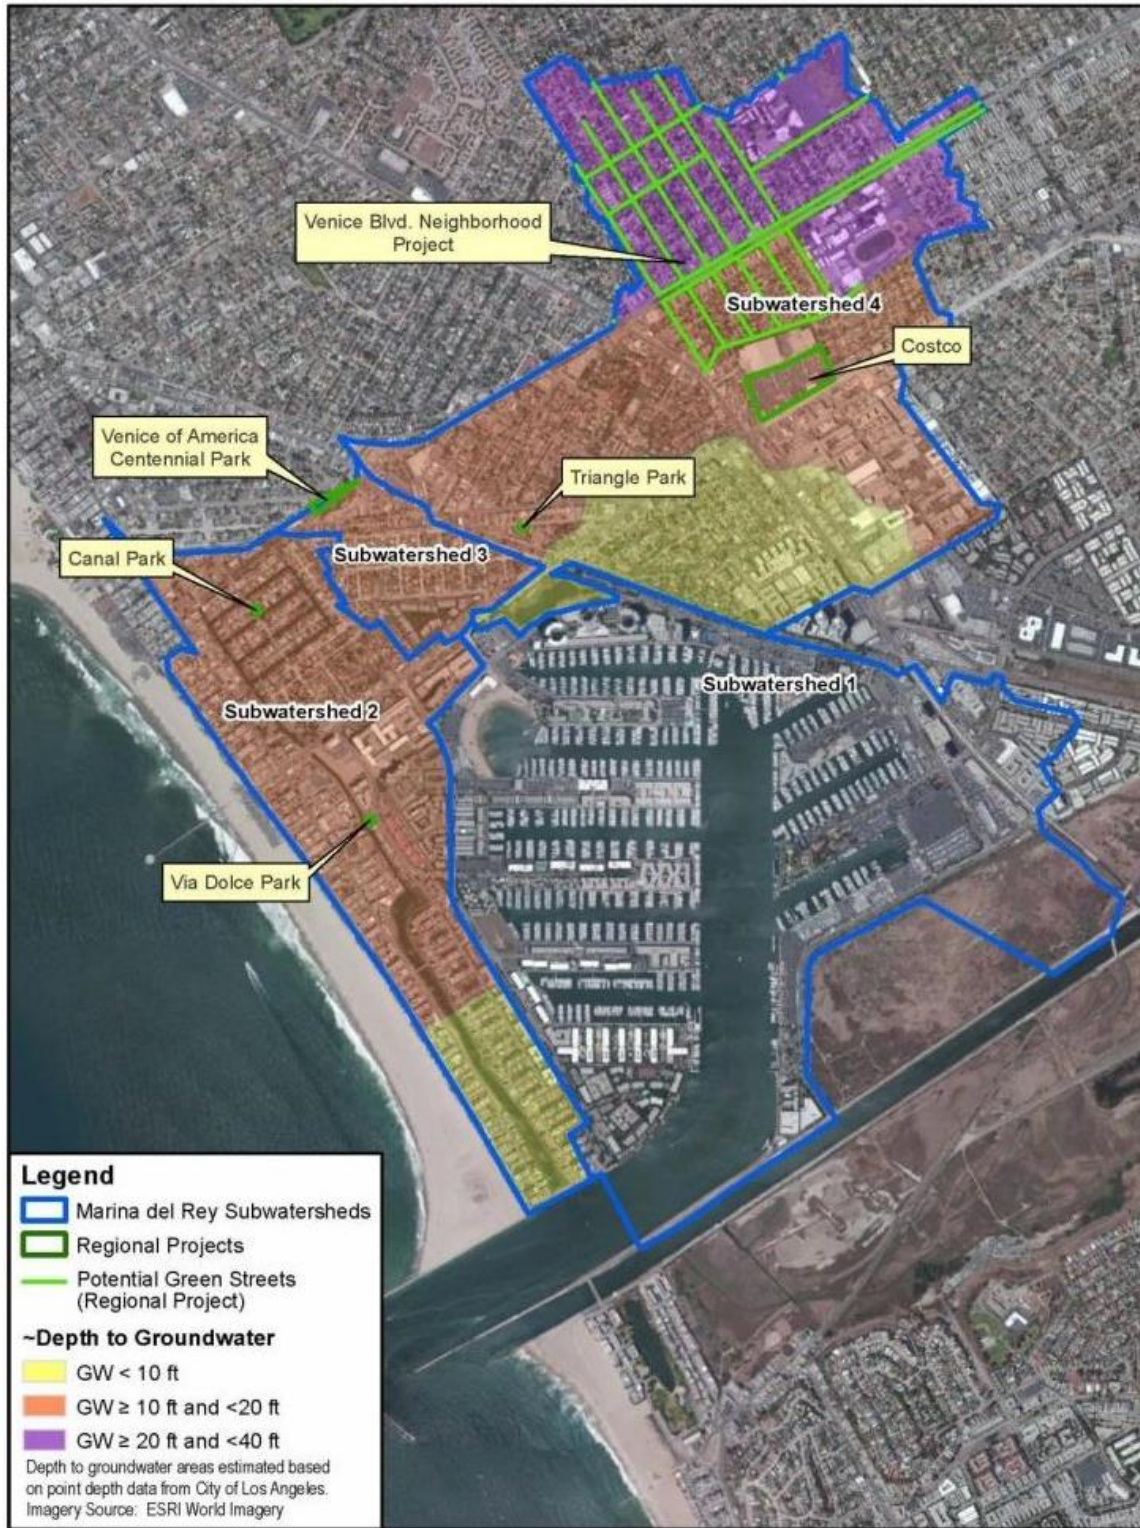 Venice Blvd. Neighborhood
Project
Subwatershed 4
Costco
Venice of America
Centennial Park
Triangle Park
Canal Park
Subwatershed 3
Subwatershed 1
Subwatershed 2
Via Dolce Park
Legend
Marina del Rey Subwatersheds
Regional Projects
Potential Green Streets
(Regional Project)
~Depth to Groundwater
GW < 10 ft
GW ≥ 10 ft and <20 ft
GW ≥ 20 ft and <40 ft
Depth to groundwater areas estimated based
on point depth data from City of Los Angeles.
Imagery Source: ESRI World Imagery